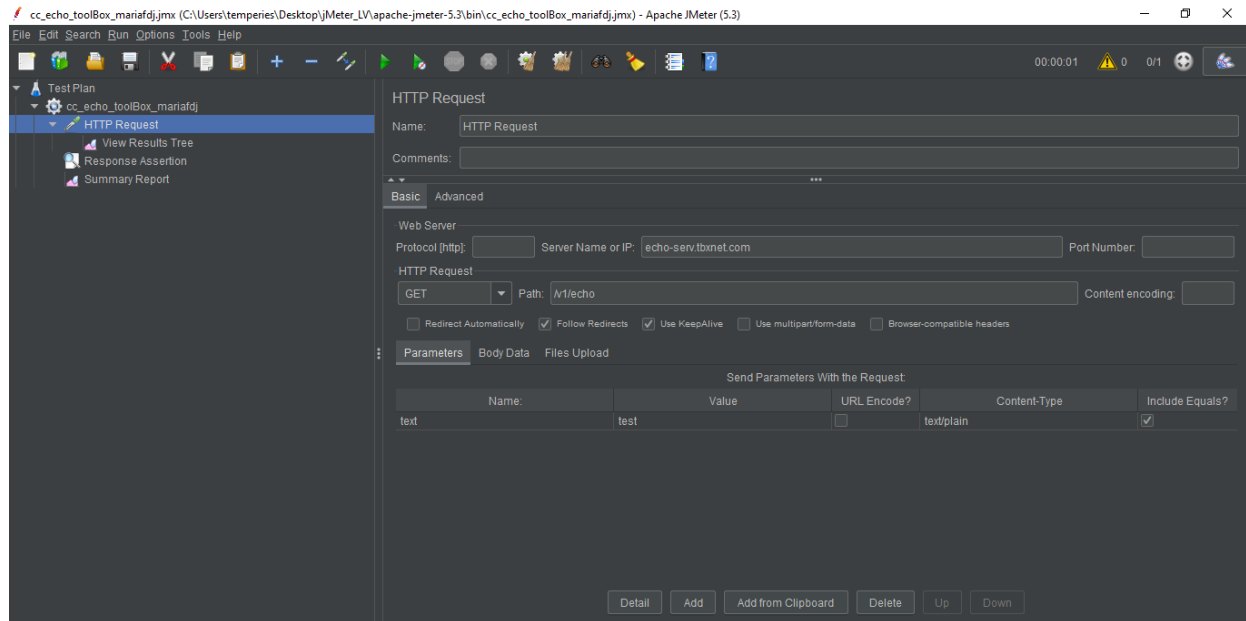 cc_echo_toolBox_mariafdj.jmx (C:\Users\temperies\Desktop\jMeter_LV\apache-jmeter-5.3\bin\cc_echo_toolBox_mariafdj.jmx) - Apache JMeter (5.3)
File Edit Search Run Options Tools Help
STOP 00:00:01 0 0/1
Test Plan
cc_echo_toolBox_mariafdj
HTTP Request
View Results Tree
Response Assertion
Summary Report
HTTP Request
Name: HTTP Request
Comments:
Basic Advanced
Web Server
Protocol [http]: Server Name or IP: echo-serv.tbxnet.com Port Number:
HTTP Request
GET Path: /v1/echo Content encoding:
Redirect Automatically Follow Redirects Use KeepAlive Use multipart/form-data Browser-compatible headers
Parameters Body Data Files Upload
Send Parameters With the Request:
Name: Value URL Encode? Content-Type Include Equals?
text test text/plain
Detail Add Add from Clipboard Delete Up Down